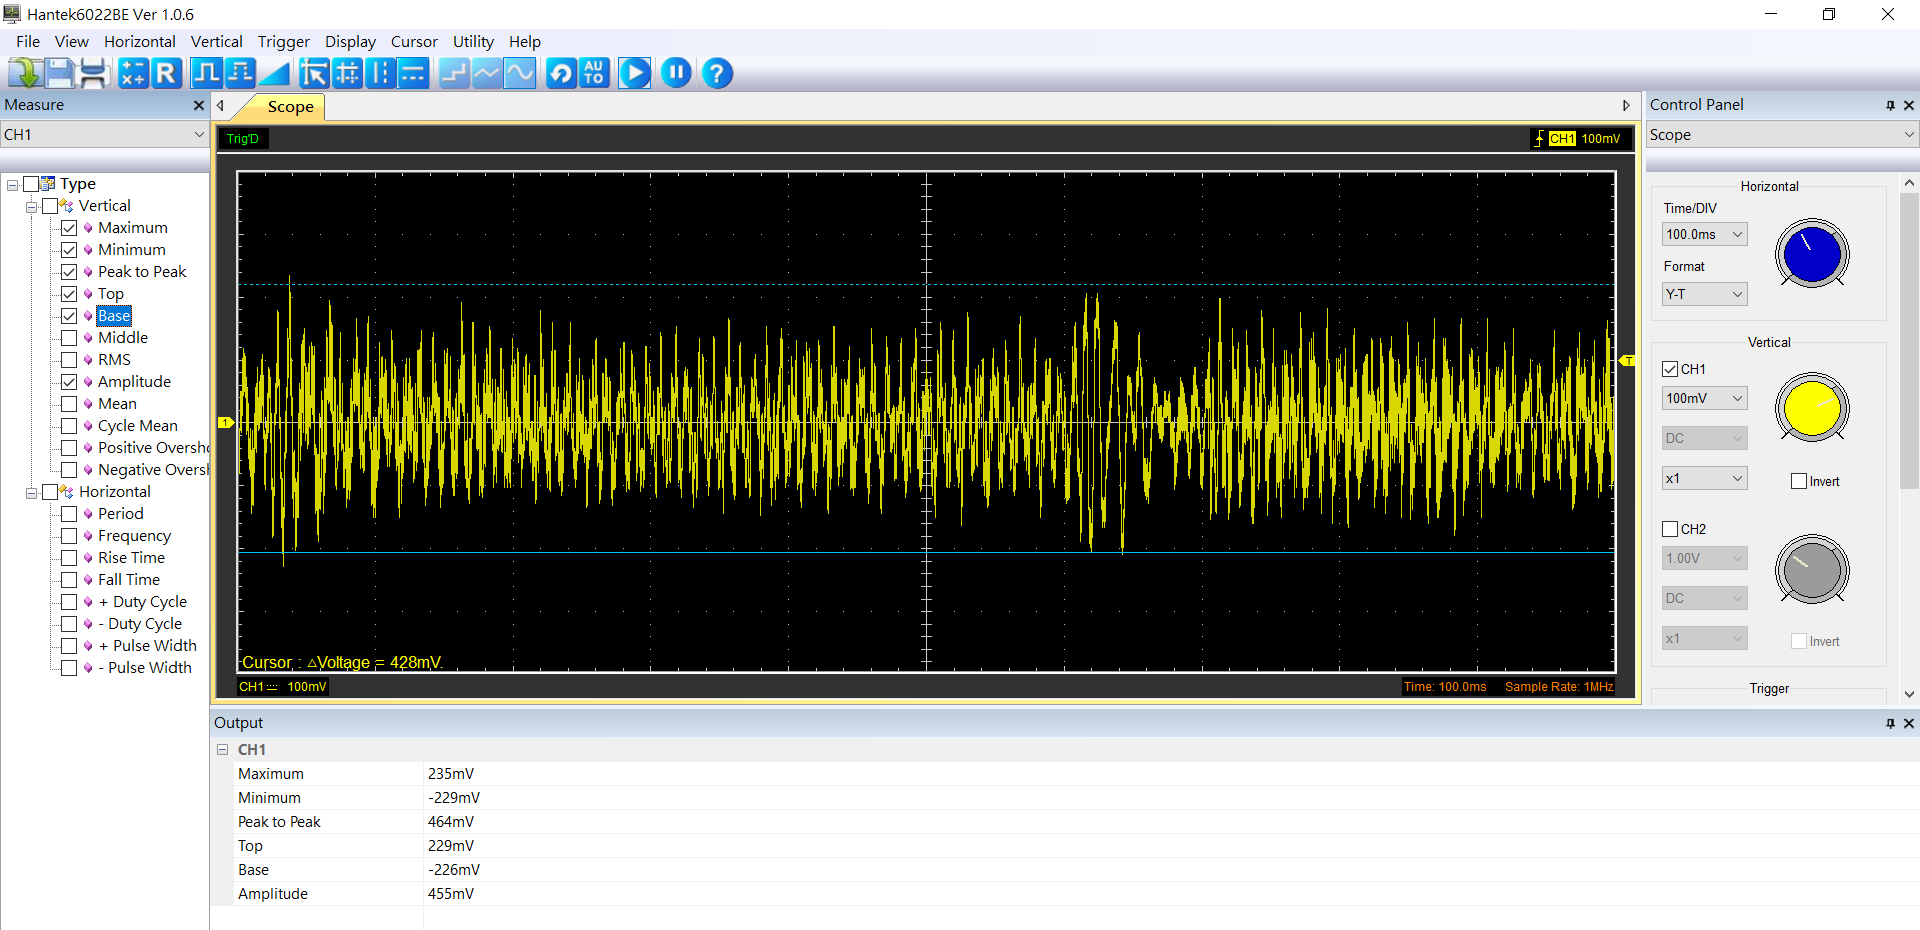 Hantek6022BE Ver 1.0.6
File View Horizontal Vertical Trigger Display Cursor Utility Help
R
AU
TO
?
Measure
CH1
Type
Vertical
Maximum
Minimum
Peak to Peak
Top
Base
Middle
RMS
Amplitude
Mean
Cycle Mean
Positive Oversho
Negative Oversh
Horizontal
Period
Frequency
Rise Time
Fall Time
+ Duty Cycle
- Duty Cycle
+ Pulse Width
- Pulse Width
Scope
Trig'D
CH1 100mV
1
T
Cursor : △Voltage = 428mV
CH1 100mV
Time: 100.0ms Sample Rate: 1MHz
Control Panel
Scope
Horizontal
Time/DIV
100.0ms
Format
Y-T
Vertical
CH1
100mV
DC
x1
Invert
CH2
1.00V
DC
x1
Invert
Trigger
Output
CH1
Maximum 235mV
Minimum -229mV
Peak to Peak 464mV
Top 229mV
Base -226mV
Amplitude 455mV